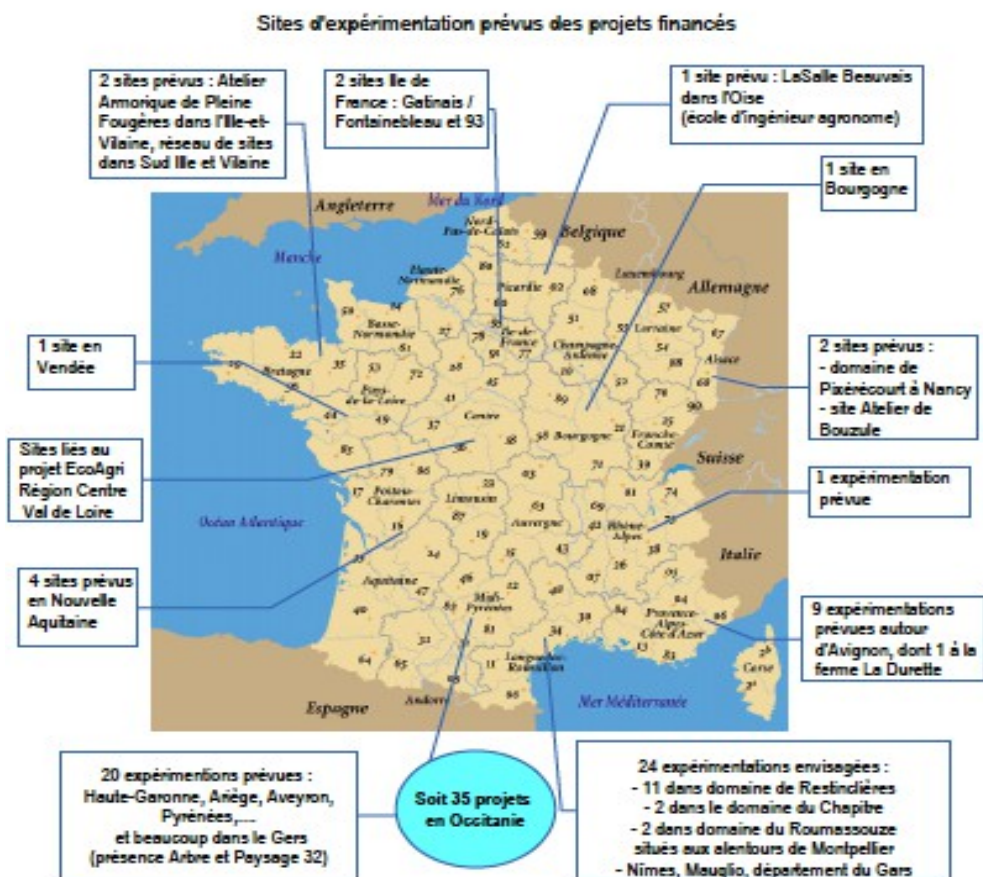 Sites d'expérimentation prévus des projets financés
2 sites prévus : Atelier
Armorique de Pleine
Fougères dans l'Ille-et-
Vilaine, réseau de sites
dans Sud Ille et Vilaine
2 sites Ile de
France : Gatinais /
Fontainebleau et 93
1 site prévu : LaSalle Beauvais
dans l'Oise
(école d'ingénieur agronome)
1 site en
Bourgogne
1 site en
Vendée
Sites liés au
projet EcoAgri
Région Centre
Val de Loire
4 sites prévus
en Nouvelle
Aquitaine
2 sites prévus :
- domaine de
Pixérécourt à Nancy
- site Atelier de
Bouzule
1 expérimentation
prévue
9 expérimentations
prévues autour
d'Avignon, dont 1 à la
ferme La Durette
Angleterre
Mer du Nord
Manche
Belgique
Luxembourg
Allemagne
Suisse
Italie
Océan Atlantique
Espagne
Andorre
Mer Méditerranée
Nord-
Pas-de-Calais
Picardie
Haute-
Normandie
Basse-
Normandie
Ile-de-
France
Champagne
Ardenne
Lorraine
Alsace
Bretagne
Pays-
de-la-Loire
Centre
Bourgogne
Franche-
Comté
Poitou-
Charentes
Limousin
Auvergne
Rhône-
Alpes
Aquitaine
Midi-
Pyrénées
Languedoc-
Roussillon
Provence-
Alpes-
Côte d'Azur
Corse
20 expérimentions prévues :
Haute-Garonne, Ariège, Aveyron,
Pyrénées,....
et beaucoup dans le Gers
(présence Arbre et Paysage 32)
Soit 35 projets
en Occitanie
24 expérimentations envisagées :
- 11 dans domaine de Restinclières
- 2 dans le domaine du Chapitre
- 2 dans domaine du Roumassouze
situés aux alentours de Montpellier
- Nîmes, Mauglio, département du Gars